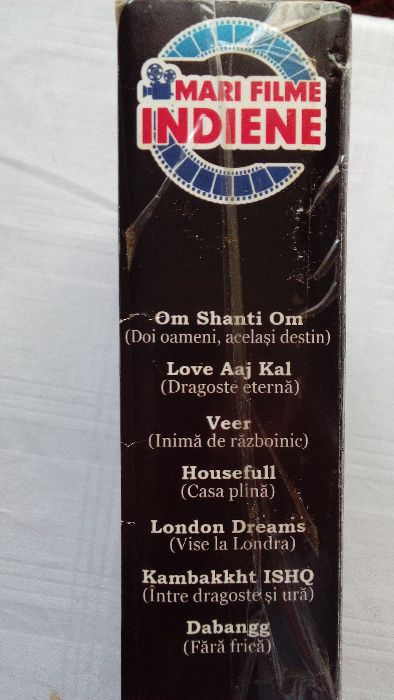 MARI FILME
INDIENE
Om Shanti Om
(Doi oameni, același destin)
Love Aaj Kal
(Dragoste eternă)
Veer
(Inimă de războinic)
Housefull
(Casa plină)
London Dreams
(Vise la Londra)
Kambakkht ISHQ
(Între dragoste și ură)
Dabangg
(Fără frică)